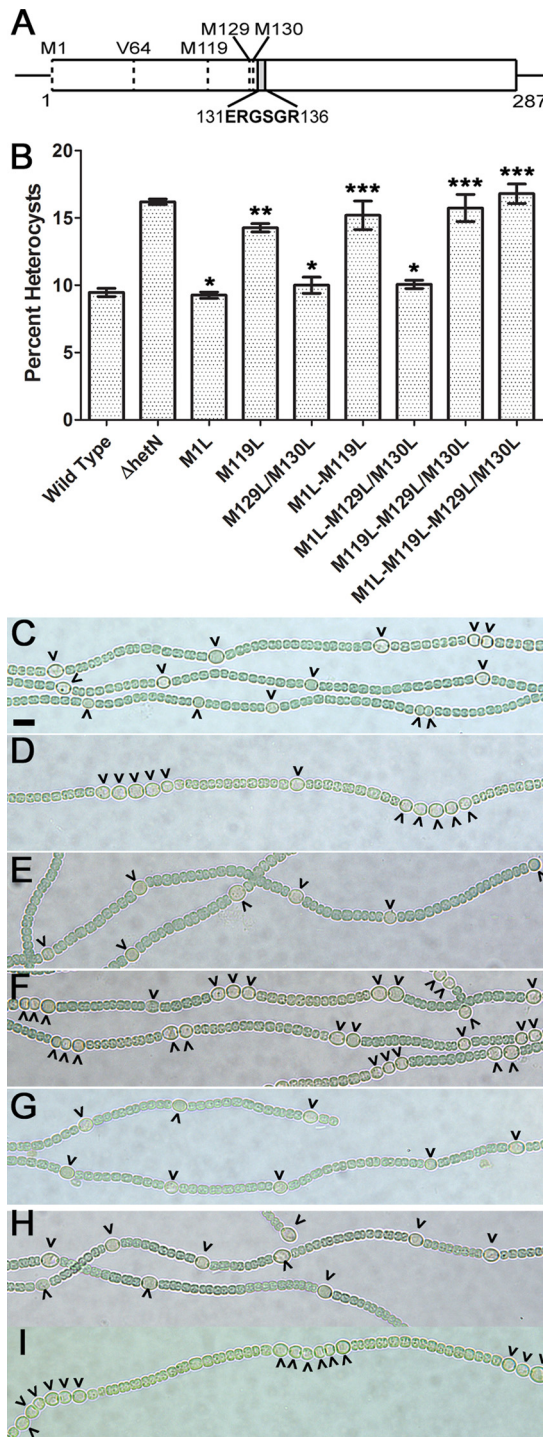 A
M129 M130
M1 V64 M119
1 287
131ERGSGR136
B
20
15
10
5
0
Percent Heterocysts
*
**
*
***
*
***
***
Wild Type
ΔhetN
M1L
M119L
M129L/M130L
M1L-M119L
M1L-M129L/M130L
M119L-M129L/M130L
M1L-M119L-M129L/M130L
C
D
E
F
G
H
I